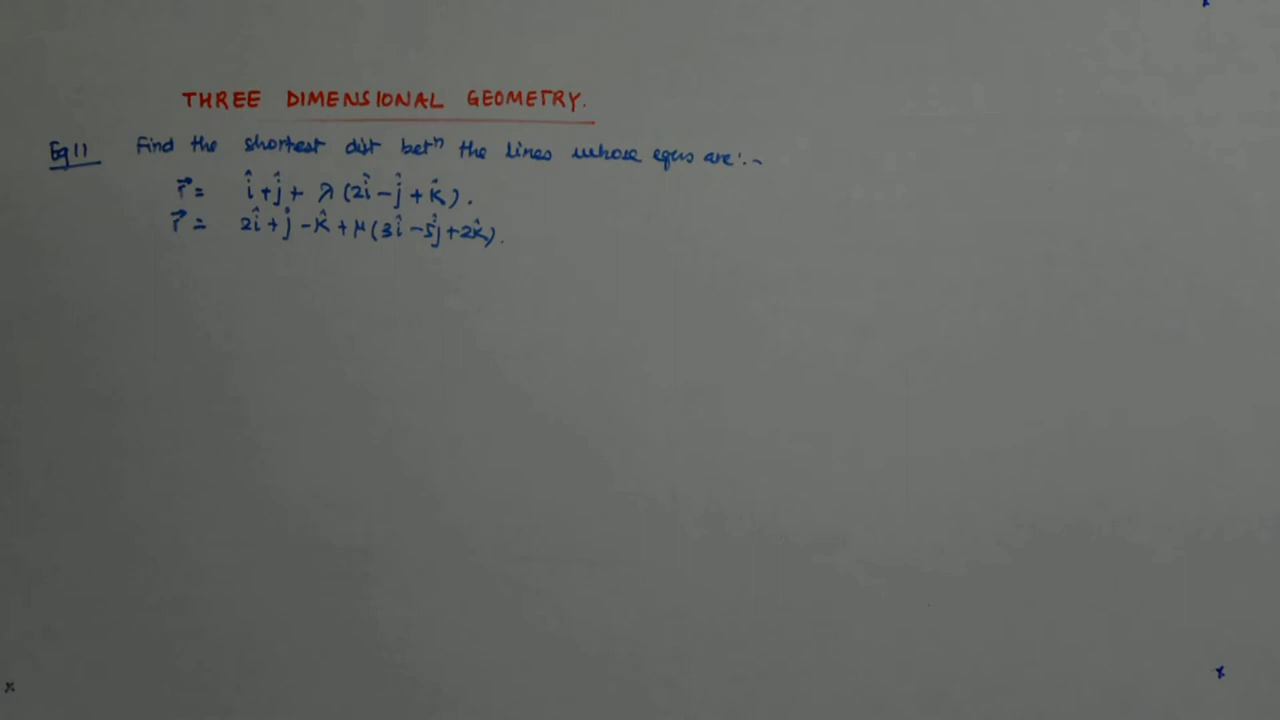 THREE DIMENSIONAL GEOMETRY.
Eg 11 Find the shortest dist betⁿ the lines whose eqns are:-
r⃗ = î+ĵ+ λ(2î-ĵ+k̂).
r⃗ = 2î+ĵ-k̂+μ(3î-5ĵ+2k̂).